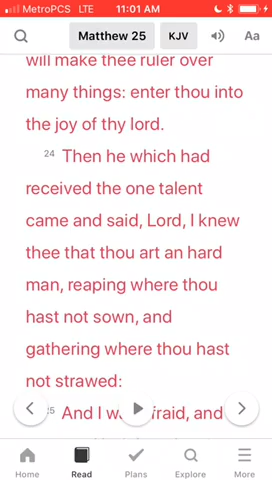 MetroPCS LTE 11:01 AM
Matthew 25 KJV Aa
will make thee ruler over
many things: enter thou into
the joy of thy lord.
24 Then he which had
received the one talent
came and said, Lord, I knew
thee that thou art an hard
man, reaping where thou
hast not sown, and
gathering where thou hast
not strawed:
And I fraid, and
Home Read Plans Explore More